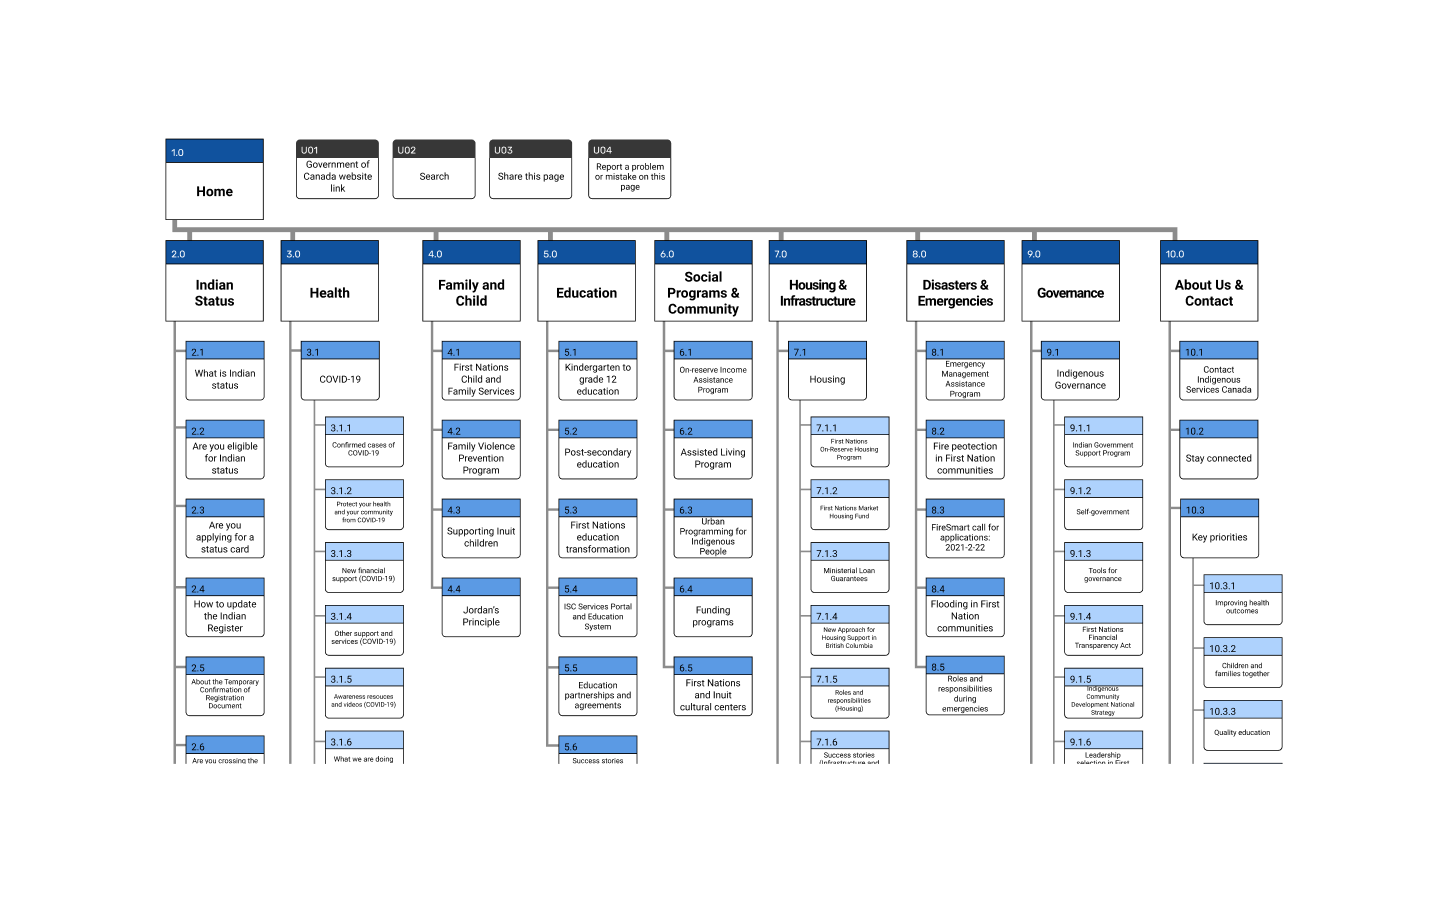 1.0
Home
U01
Government of
Canada website
link
U02
Search
U03
Share this page
U04
Report a problem
or mistake on this
page
2.0
Indian
Status
2.1
What is Indian
status
2.2
Are you eligible
for Indian
status
2.3
Are you
applying for a
status card
2.4
How to update
the Indian
Register
2.5
About the Temporary
Confirmation of
Registration
Document
2.6
Are you crossing the
3.0
Health
3.1
COVID-19
3.1.1
Confirmed cases of
COVID-19
3.1.2
Protect your health
and your community
from COVID-19
3.1.3
New financial
support (COVID-19)
3.1.4
Other support and
services (COVID-19)
3.1.5
Awareness resouces
and videos (COVID-19)
3.1.6
What we are doing
4.0
Family and
Child
4.1
First Nations
Child and
Family Services
4.2
Family Violence
Prevention
Program
4.3
Supporting Inuit
children
4.4
Jordan's
Principle
5.0
Education
5.1
Kindergarten to
grade 12
education
5.2
Post-secondary
education
5.3
First Nations
education
transformation
5.4
ISC Services Portal
and Education
System
5.5
Education
partnerships and
agreements
5.6
Success stories
6.0
Social
Programs &
Community
6.1
On-reserve Income
Assistance
Program
6.2
Assisted Living
Program
6.3
Urban
Programming for
Indigenous
People
6.4
Funding
programs
6.5
First Nations
and Inuit
cultural centers
7.0
Housing &
Infrastructure
7.1
Housing
7.1.1
First Nations
On-Reserve Housing
Program
7.1.2
First Nations Market
Housing Fund
7.1.3
Ministerial Loan
Guarantees
7.1.4
New Approach for
Housing Support in
British Columbia
7.1.5
Roles and
responsibilities
(Housing)
7.1.6
Success stories
(Infrastructure and
8.0
Disasters &
Emergencies
8.1
Emergency
Management
Assistance
Program
8.2
Fire peotection
in First Nation
communities
8.3
FireSmart call for
applications:
2021-2-22
8.4
Flooding in First
Nation
communities
8.5
Roles and
responsibilities
during
emergencies
9.0
Governance
9.1
Indigenous
Governance
9.1.1
Indian Government
Support Program
9.1.2
Self-government
9.1.3
Tools for
governance
9.1.4
First Nations
Financial
Transparency Act
9.1.5
Indigenous
Community
Development National
Strategy
9.1.6
Leadership
selection in First
10.0
About Us &
Contact
10.1
Contact
Indigenous
Services Canada
10.2
Stay connected
10.3
Key priorities
10.3.1
Improving health
outcomes
10.3.2
Children and
families together
10.3.3
Quality education